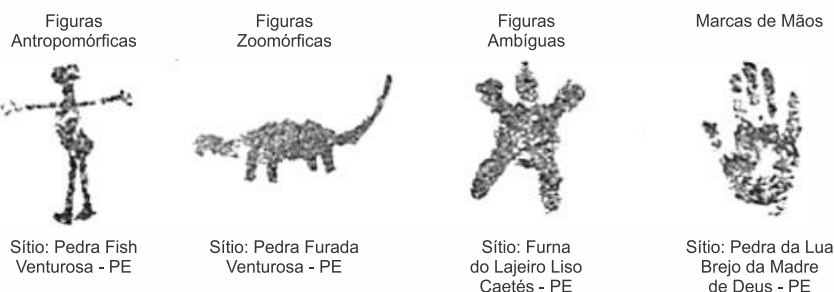 Figuras
Antropomórficas
Figuras
Zoomórficas
Figuras
Ambíguas
Marcas de Mãos
Sítio: Pedra Fish
Venturosa - PE
Sítio: Pedra Furada
Venturosa - PE
Sítio: Furna
do Lajeiro Liso
Caetés - PE
Sítio: Pedra da Lua
Brejo da Madre
de Deus - PE